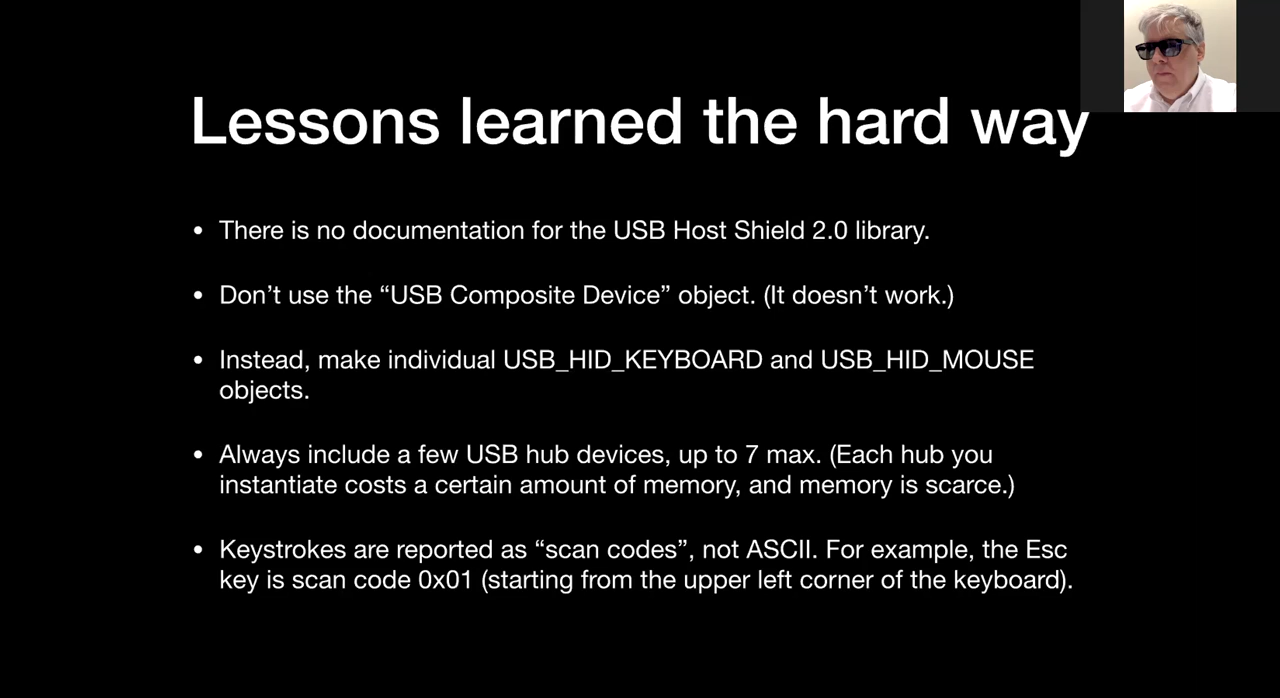 Lessons learned the hard way
• There is no documentation for the USB Host Shield 2.0 library.
• Don’t use the “USB Composite Device” object. (It doesn’t work.)
• Instead, make individual USB_HID_KEYBOARD and USB_HID_MOUSE
objects.
• Always include a few USB hub devices, up to 7 max. (Each hub you
instantiate costs a certain amount of memory, and memory is scarce.)
• Keystrokes are reported as “scan codes”, not ASCII. For example, the Esc
key is scan code 0x01 (starting from the upper left corner of the keyboard).